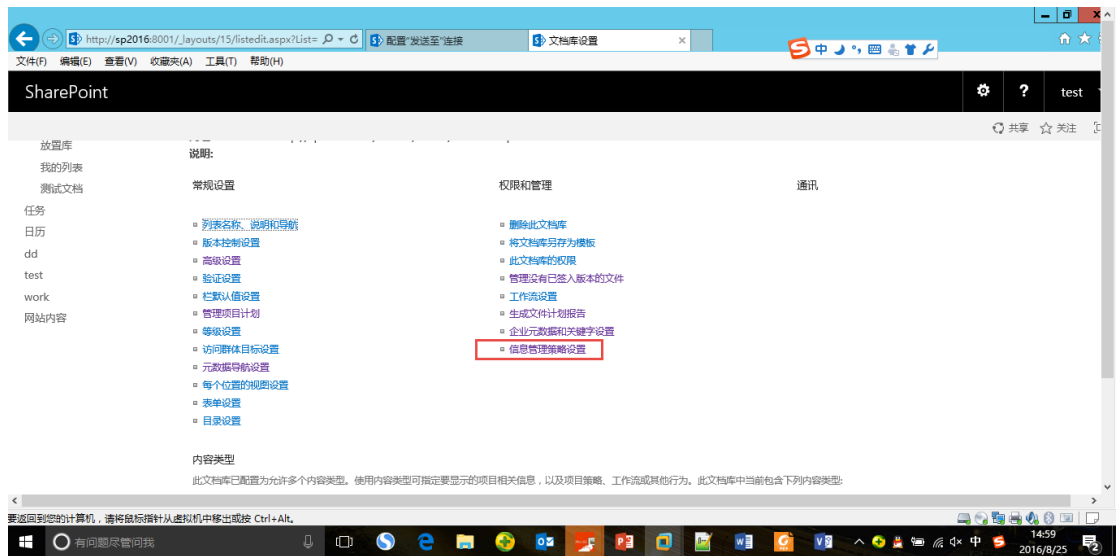 http://sp2016:8001/_layouts/15/listedit.aspx?List=
配置"发送至"连接
文档库设置
中
文件(F) 编辑(E) 查看(V) 收藏夹(A) 工具(T) 帮助(H)
SharePoint
? test
共享 关注
放置库
我的列表
测试文档
任务
日历
dd
test
work
网站内容
说明:
常规设置
列表名称、说明和导航
版本控制设置
高级设置
验证设置
栏默认值设置
管理项目计划
等级设置
访问群体目标设置
元数据导航设置
每个位置的视图设置
表单设置
目录设置
权限和管理
删除此文档库
将文档库另存为模板
此文档库的权限
管理没有已签入版本的文件
工作流设置
生成文件计划报告
企业元数据和关键字设置
信息管理策略设置
通讯
内容类型
此文档库已配置为允许多个内容类型。使用内容类型可指定要显示的项目相关信息，以及项目策略、工作流或其他行为。此文档库中当前包含下列内容类型:
要返回到您的计算机，请将鼠标指针从虚拟机中移出或按 Ctrl+Alt。
有问题尽管问我
中
14:59
2016/8/25